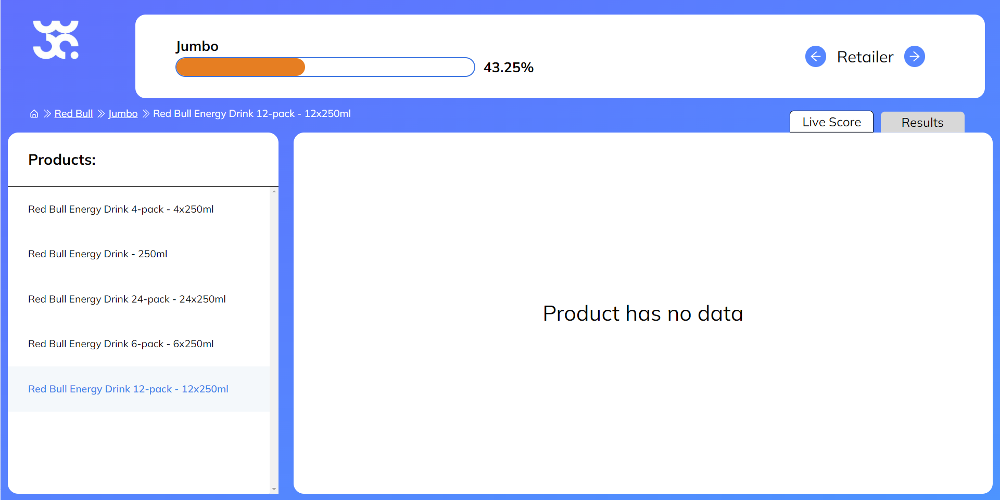 Jumbo
43.25%
Retailer
Red Bull Jumbo Red Bull Energy Drink 12-pack - 12x250ml
Live Score
Results
Products:
Red Bull Energy Drink 4-pack - 4x250ml
Red Bull Energy Drink - 250ml
Red Bull Energy Drink 24-pack - 24x250ml
Red Bull Energy Drink 6-pack - 6x250ml
Red Bull Energy Drink 12-pack - 12x250ml
Product has no data